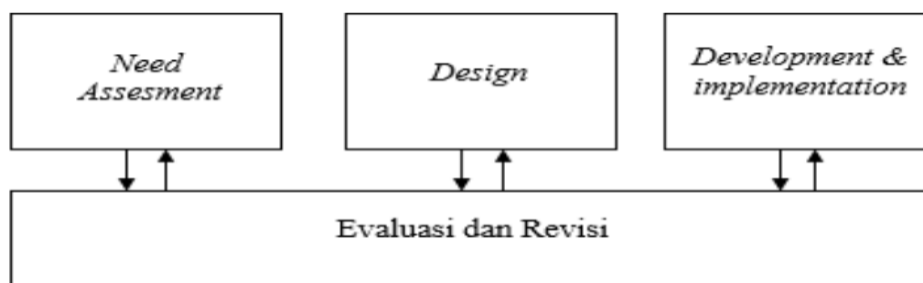 Need
Assesment
Design
Development &
implementation
Evaluasi dan Revisi